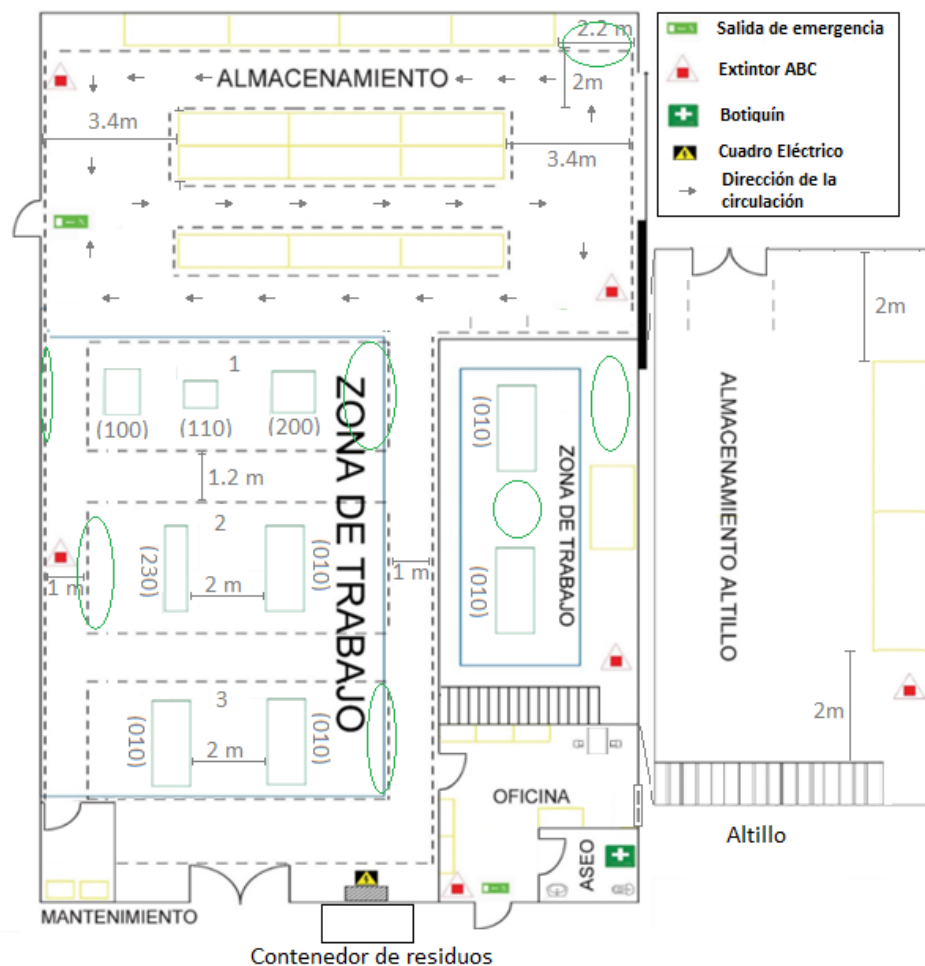 2.2 m
ALMACENAMIENTO
2m
3.4m
3.4m
Salida de emergencia
Extintor ABC
Botiquín
Cuadro Eléctrico
Dirección de la
circulación
1
(100)
(110)
(200)
1.2 m
ZONA DE TRABAJO
2
(230)
2 m
(010)
1 m
1 m
3
(010)
2 m
(010)
(010)
(010)
ZONA DE TRABAJO
2m
ALMACENAMIENTO ALTILLO
2m
Altillo
OFICINA
ASEO
MANTENIMIENTO
Contenedor de residuos